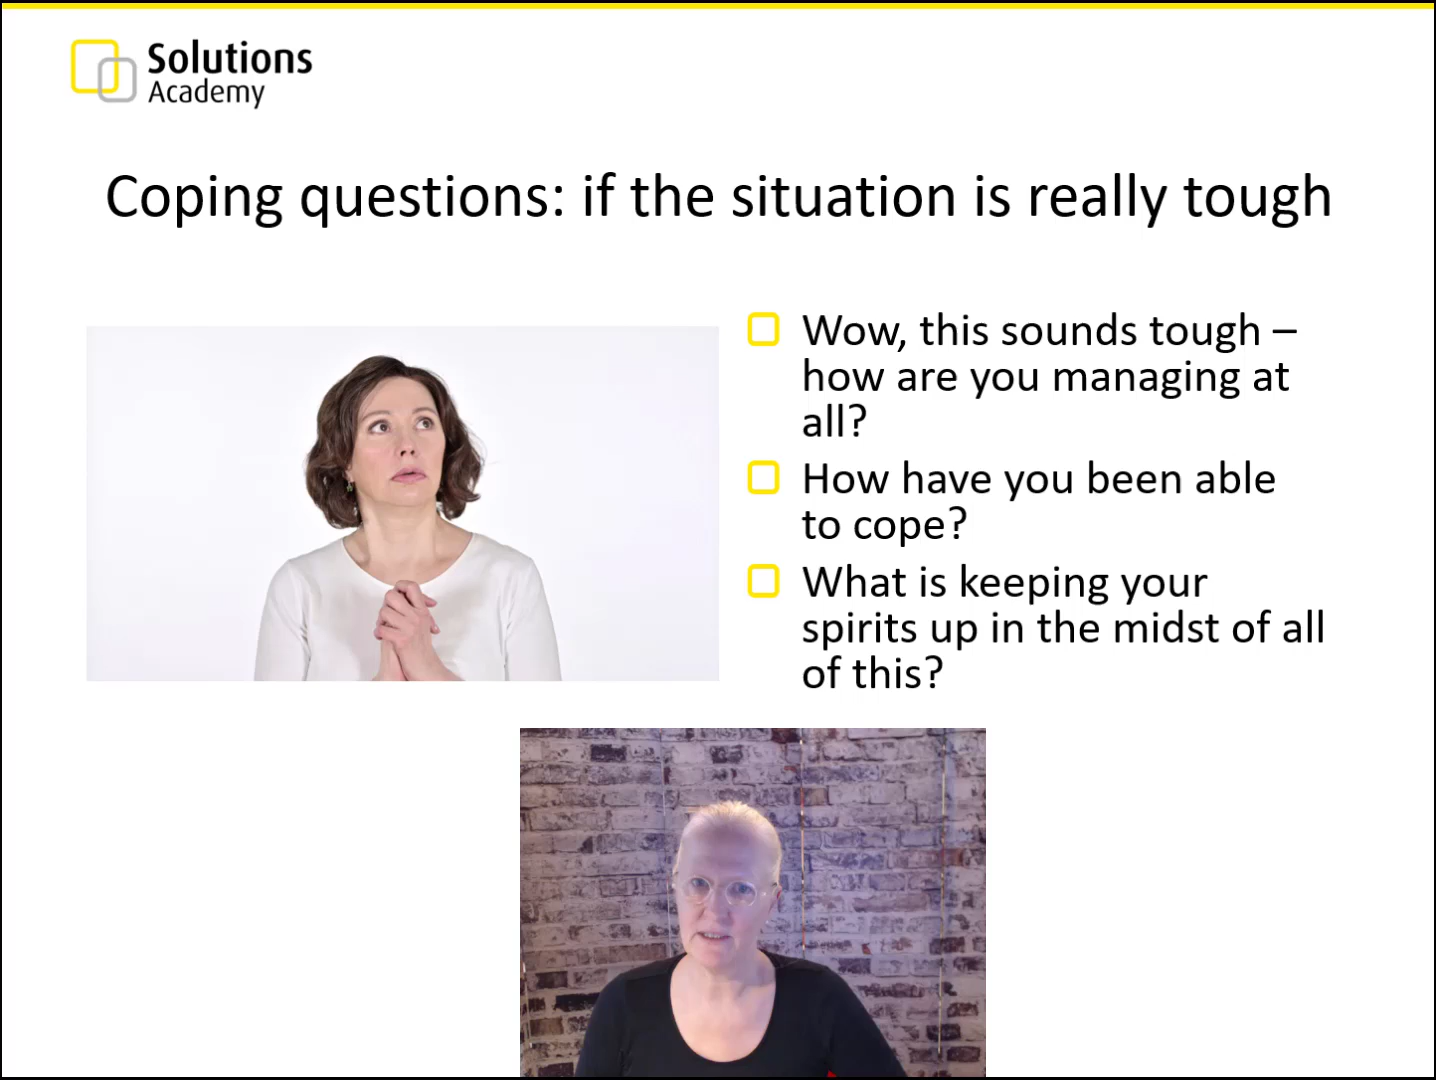 Solutions
Academy
Coping questions: if the situation is really tough
Wow, this sounds tough –
how are you managing at
all?
How have you been able
to cope?
What is keeping your
spirits up in the midst of all
of this?